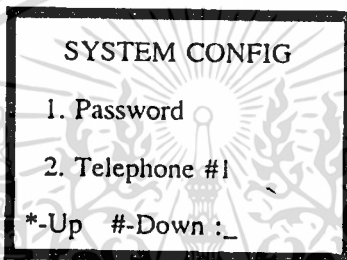 SYSTEM CONFIG
1. Password
2. Telephone #1
*-Up #-Down :_